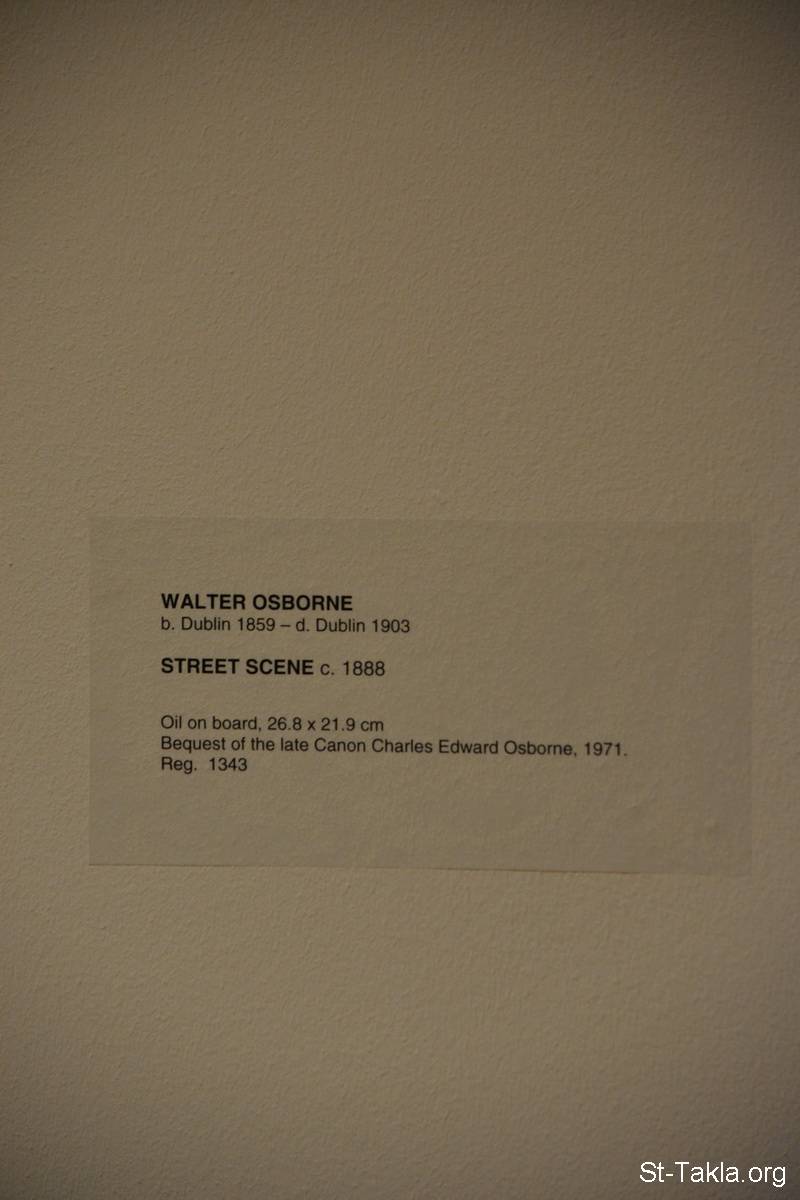 WALTER OSBORNE
b. Dublin 1859 – d. Dublin 1903
STREET SCENE c. 1888
Oil on board, 26.8 x 21.9 cm
Bequest of the late Canon Charles Edward Osborne, 1971.
Reg. 1343
St-Takla.org